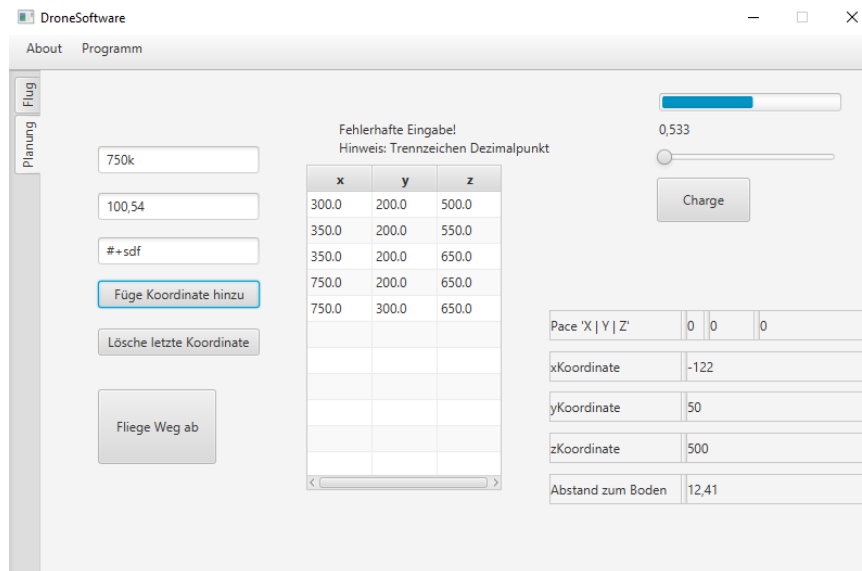 DroneSoftware
About Programm
Flug
Planung
750k
100,54
#+sdf
Füge Koordinate hinzu
Lösche letzte Koordinate
Fliege Weg ab
Fehlerhafte Eingabe!
Hinweis: Trennzeichen Dezimalpunkt
x y z
300.0 200.0 500.0
350.0 200.0 550.0
350.0 200.0 650.0
750.0 200.0 650.0
750.0 300.0 650.0
0,533
Charge
Pace 'X | Y | Z' 0 0 0
xKoordinate -122
yKoordinate 50
zKoordinate 500
Abstand zum Boden 12,41